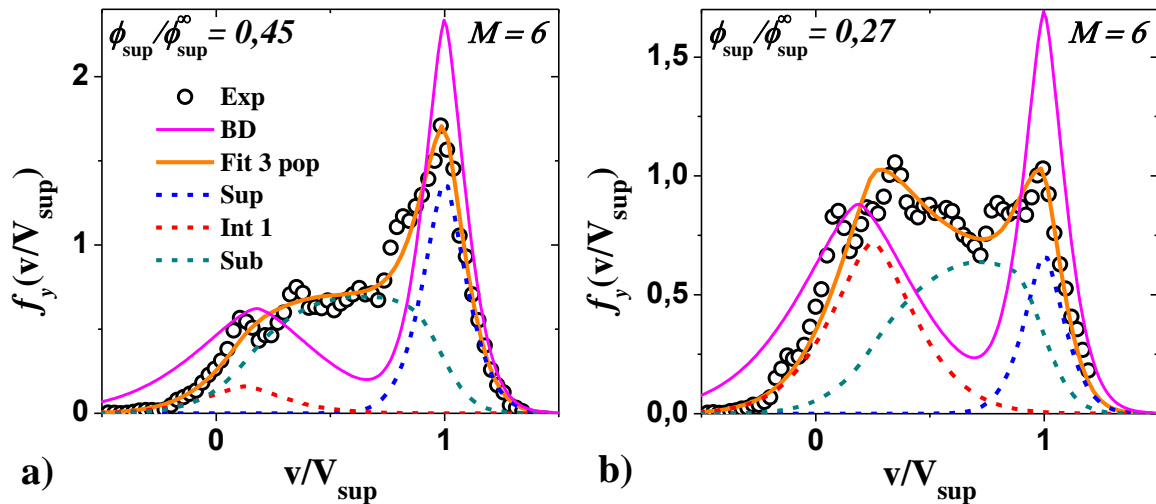 ϕsup/ϕ∞sup = 0,45
M = 6
2
1
0
fy(v/Vsup)
Exp
BD
Fit 3 pop
Sup
Int 1
Sub
0
1
v/Vsup
a)
ϕsup/ϕ∞sup = 0,27
M = 6
1,5
1,0
0,5
0,0
fy(v/Vsup)
0
1
v/Vsup
b)